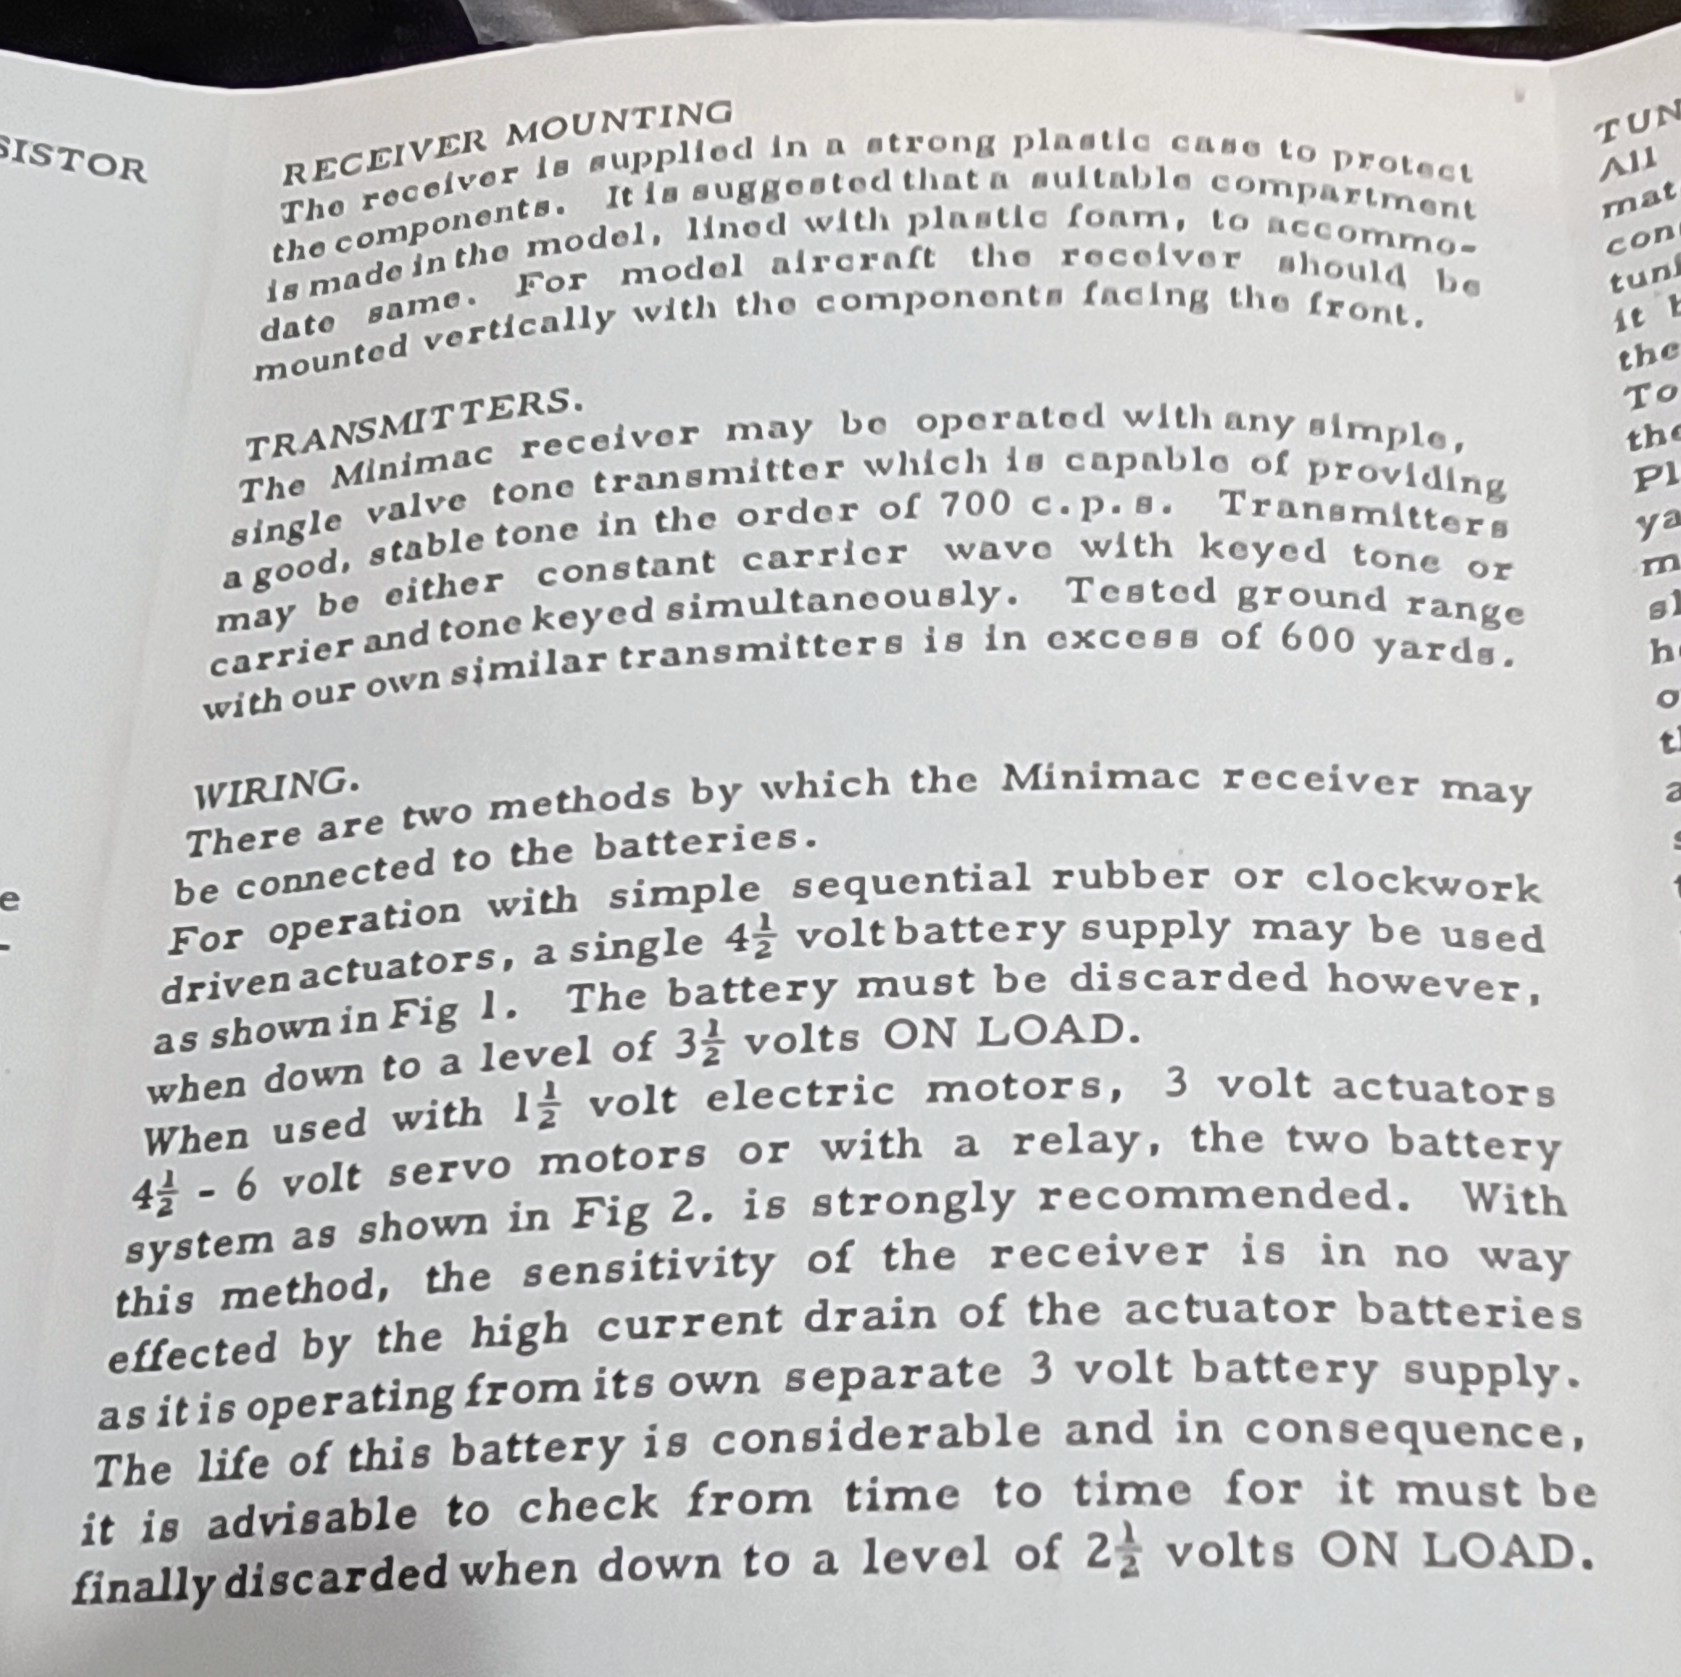 SISTOR
e
-
RECEIVER MOUNTING
The receiver is supplied in a strong plastic case to protect
the components. It is suggested that a suitable compartment
is made in the model, lined with plastic foam, to accommo-
date same. For model aircraft the receiver should be
mounted vertically with the components facing the front.
TRANSMITTERS.
The Minimac receiver may be operated with any simple,
single valve tone transmitter which is capable of providing
a good, stable tone in the order of 700 c.p.s. Transmitters
may be either constant carrier wave with keyed tone or
carrier and tone keyed simultaneously. Tested ground range
with our own similar transmitters is in excess of 600 yards.
WIRING.
There are two methods by which the Minimac receiver may
be connected to the batteries.
For operation with simple sequential rubber or clockwork
driven actuators, a single 4½ volt battery supply may be used
as shown in Fig 1. The battery must be discarded however,
when down to a level of 3½ volts ON LOAD.
When used with 1½ volt electric motors, 3 volt actuators
4½ - 6 volt servo motors or with a relay, the two battery
system as shown in Fig 2. is strongly recommended. With
this method, the sensitivity of the receiver is in no way
effected by the high current drain of the actuator batteries
as it is operating from its own separate 3 volt battery supply.
The life of this battery is considerable and in consequence,
it is advisable to check from time to time for it must be
finally discarded when down to a level of 2½ volts ON LOAD.
TUN
All
mat
con
tun
it
the
To
the
Pl
ya
m
sl
h
o
t
a